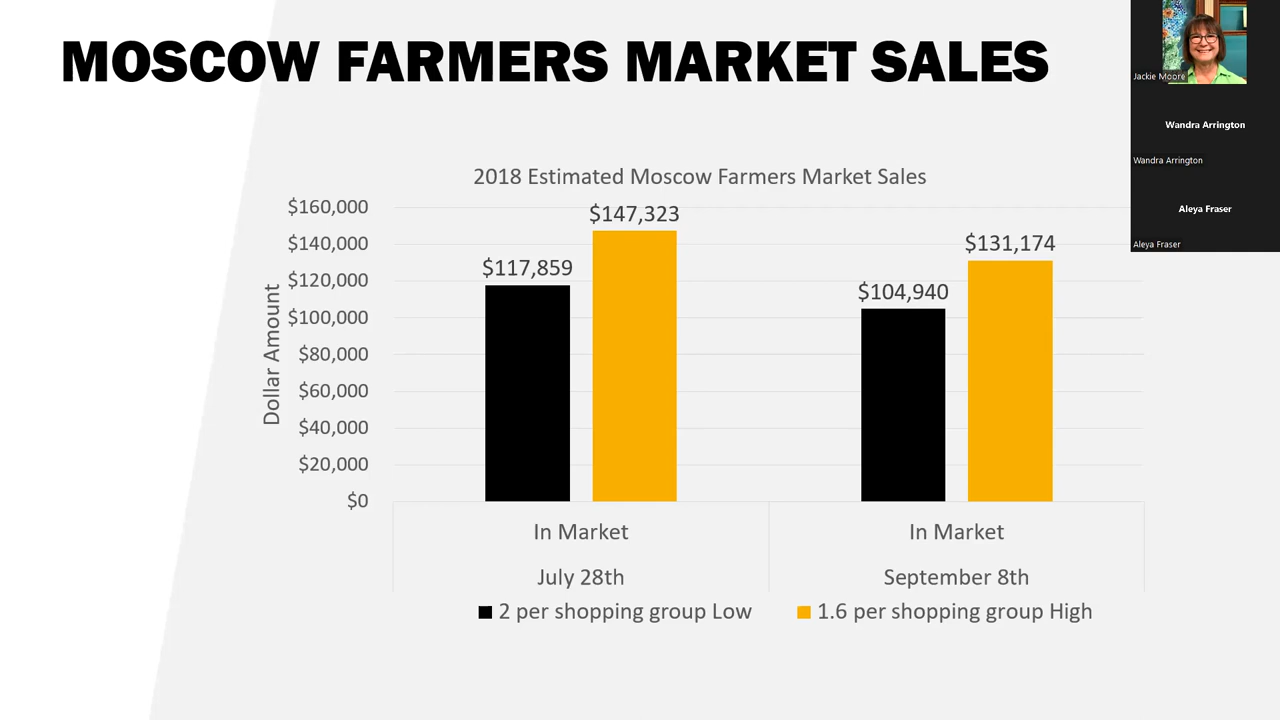 MOSCOW FARMERS MARKET SALES
Jackie Moore
Wandra Arrington
Wandra Arrington
Aleya Fraser
Aleya Fraser
2018 Estimated Moscow Farmers Market Sales
Dollar Amount
$160,000
$140,000
$120,000
$100,000
$80,000
$60,000
$40,000
$20,000
$0
$117,859
$147,323
$104,940
$131,174
In Market
In Market
July 28th
September 8th
2 per shopping group Low
1.6 per shopping group High